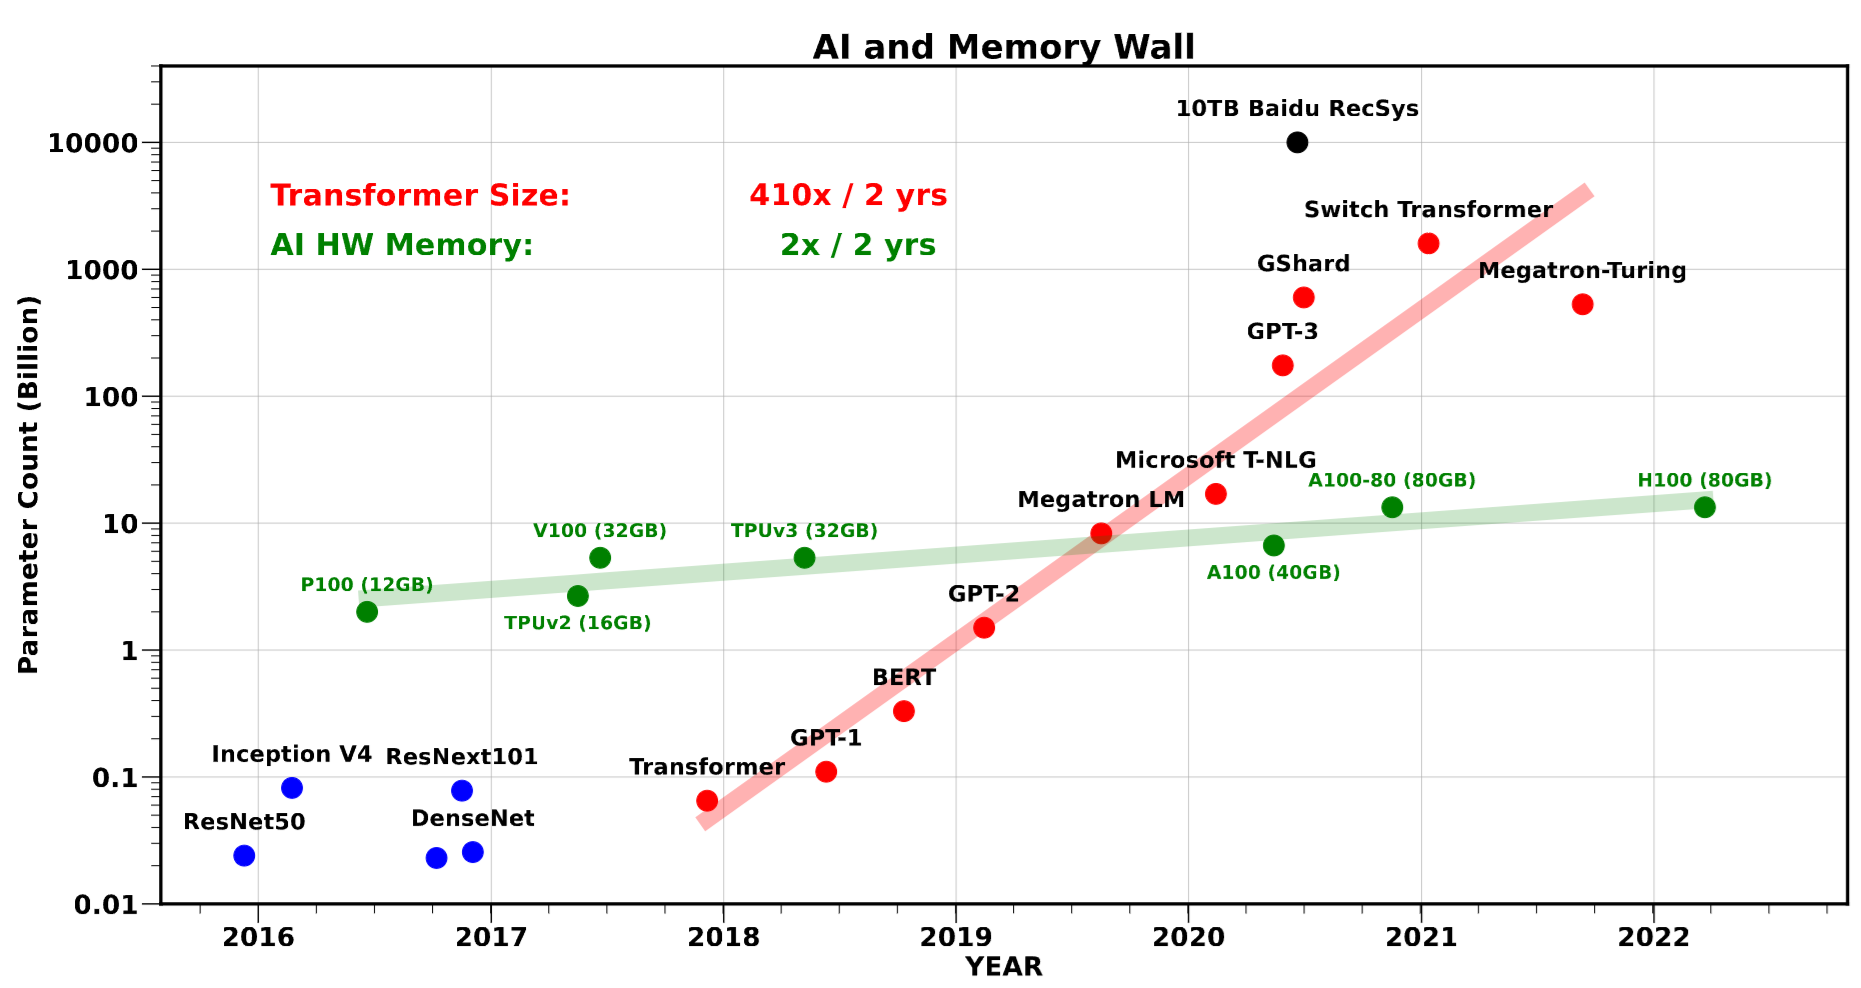 AI and Memory Wall
10TB Baidu RecSys
10000
Transformer Size: 410x / 2 yrs
Switch Transformer
AI HW Memory: 2x / 2 yrs
GShard
1000
Megatron-Turing
GPT-3
100
Microsoft T-NLG
A100-80 (80GB)
H100 (80GB)
Megatron LM
10
V100 (32GB)
TPUv3 (32GB)
A100 (40GB)
P100 (12GB)
GPT-2
TPUv2 (16GB)
1
BERT
GPT-1
Inception V4
ResNext101
Transformer
0.1
ResNet50
DenseNet
0.01
Parameter Count (Billion)
2016 2017 2018 2019 2020 2021 2022
YEAR